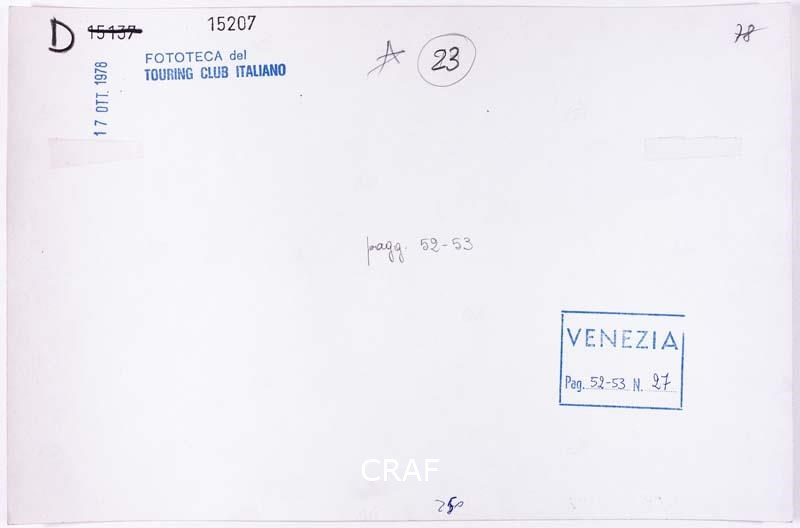 D 15137 15207
78
17 OTT. 1978
FOTOTECA del
TOURING CLUB ITALIANO
A 23
pagg. 52-53
VENEZIA
Pag. 52-53 N. 27
CRAF